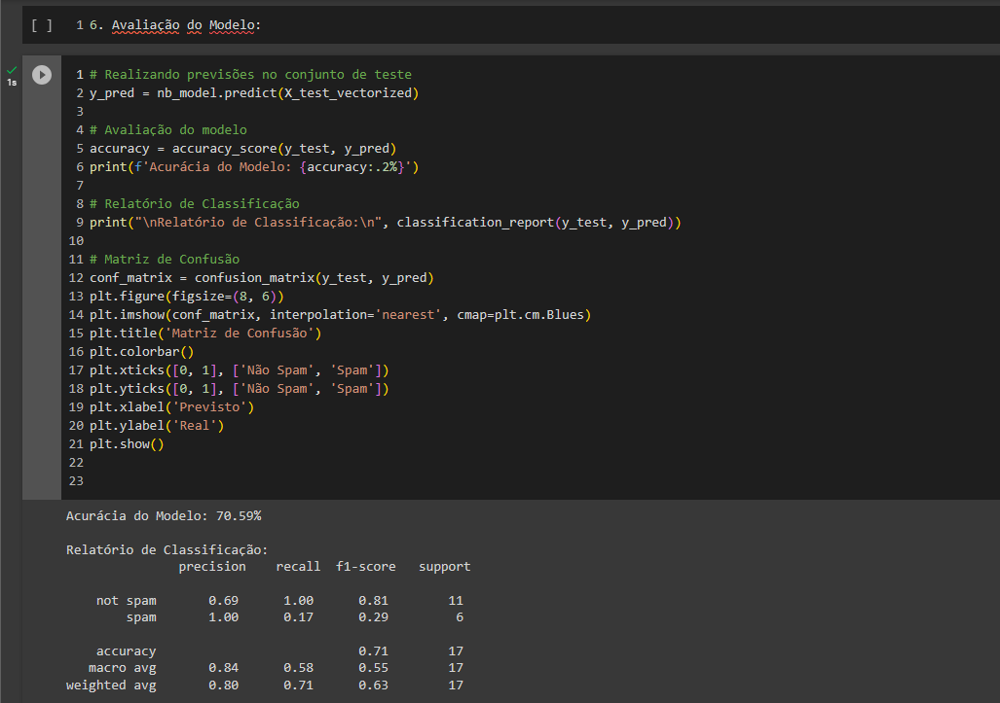 [ ] 1 6. Avaliação do Modelo:
1s
1 # Realizando previsões no conjunto de teste
2 y_pred = nb_model.predict(X_test_vectorized)
3
4 # Avaliação do modelo
5 accuracy = accuracy_score(y_test, y_pred)
6 print(f'Acurácia do Modelo: {accuracy:.2%}')
7
8 # Relatório de Classificação
9 print("\nRelatório de Classificação:\n", classification_report(y_test, y_pred))
10
11 # Matriz de Confusão
12 conf_matrix = confusion_matrix(y_test, y_pred)
13 plt.figure(figsize=(8, 6))
14 plt.imshow(conf_matrix, interpolation='nearest', cmap=plt.cm.Blues)
15 plt.title('Matriz de Confusão')
16 plt.colorbar()
17 plt.xticks([0, 1], ['Não Spam', 'Spam'])
18 plt.yticks([0, 1], ['Não Spam', 'Spam'])
19 plt.xlabel('Previsto')
20 plt.ylabel('Real')
21 plt.show()
22
23
Acurácia do Modelo: 70.59%
Relatório de Classificação:
precision recall f1-score support
not spam 0.69 1.00 0.81 11
spam 1.00 0.17 0.29 6
accuracy 0.71 17
macro avg 0.84 0.58 0.55 17
weighted avg 0.80 0.71 0.63 17